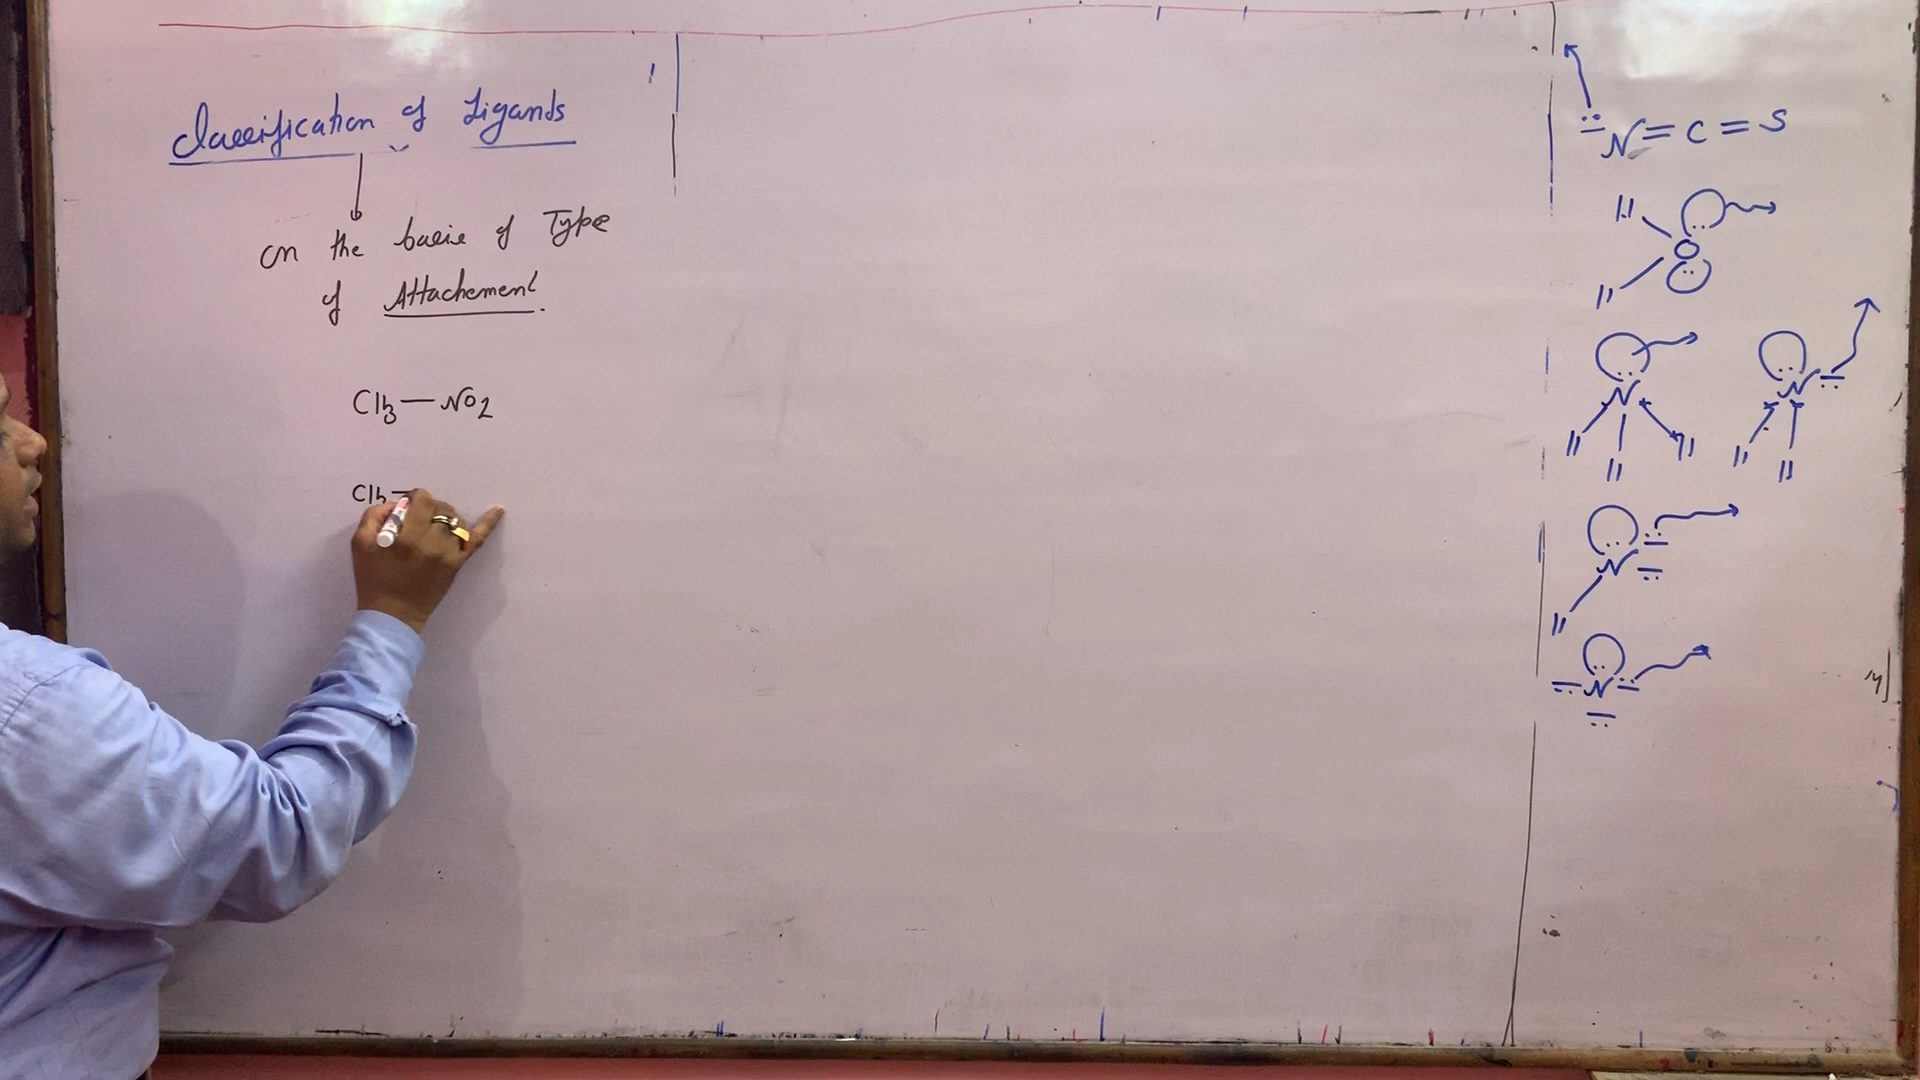 Classification of Ligands
on the basis of Type
of Attachement.
CH3 — NO2
CH3 —
N = C = S
H
O
H
N
H H H
N
H H
N
H
N